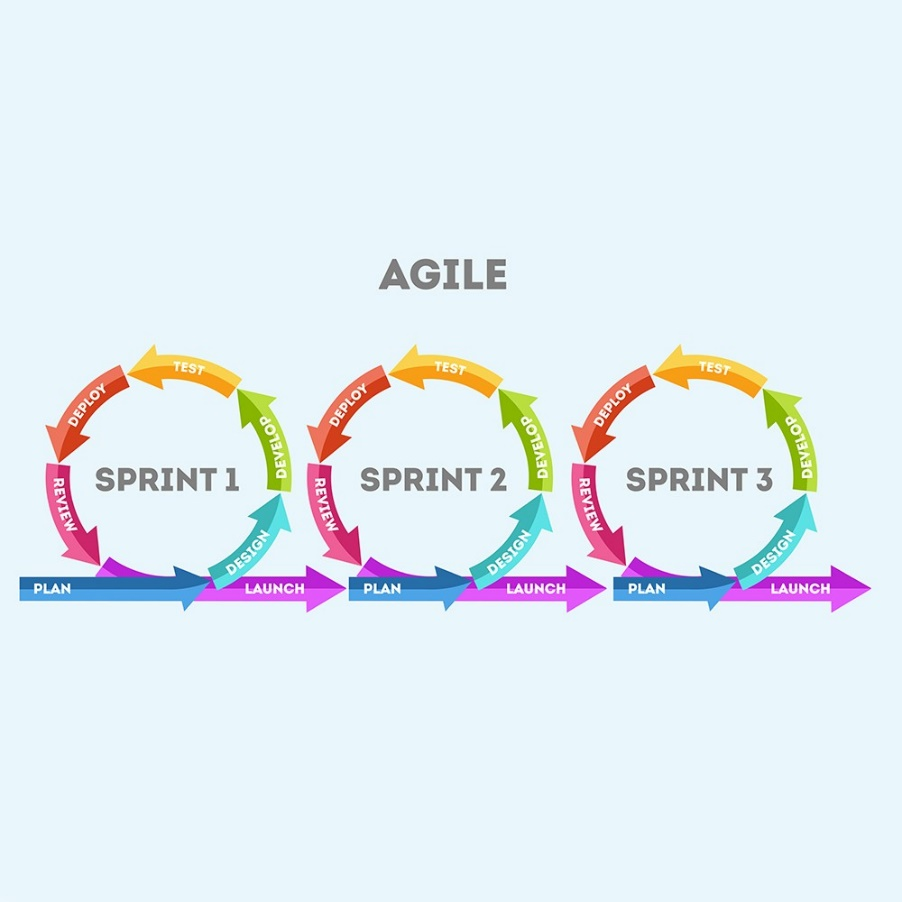 AGILE
SPRINT 1
PLAN
DESIGN
DEVELOP
TEST
DEPLOY
REVIEW
LAUNCH
SPRINT 2
PLAN
DESIGN
DEVELOP
TEST
DEPLOY
REVIEW
LAUNCH
SPRINT 3
PLAN
DESIGN
DEVELOP
TEST
DEPLOY
REVIEW
LAUNCH